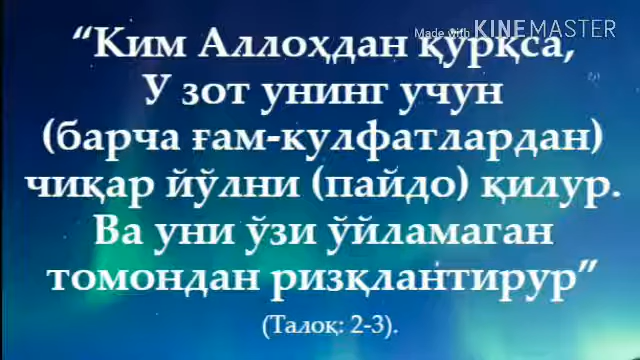 Made with KINEMASTER
“Ким Аллоҳдан қўрқса,
У зот унинг учун
(барча ғам-кулфатлардан)
чиқар йўлни (пайдо) қилур.
Ва уни ўзи ўйламаган
томондан ризқлантирур”
(Талоқ: 2-3).